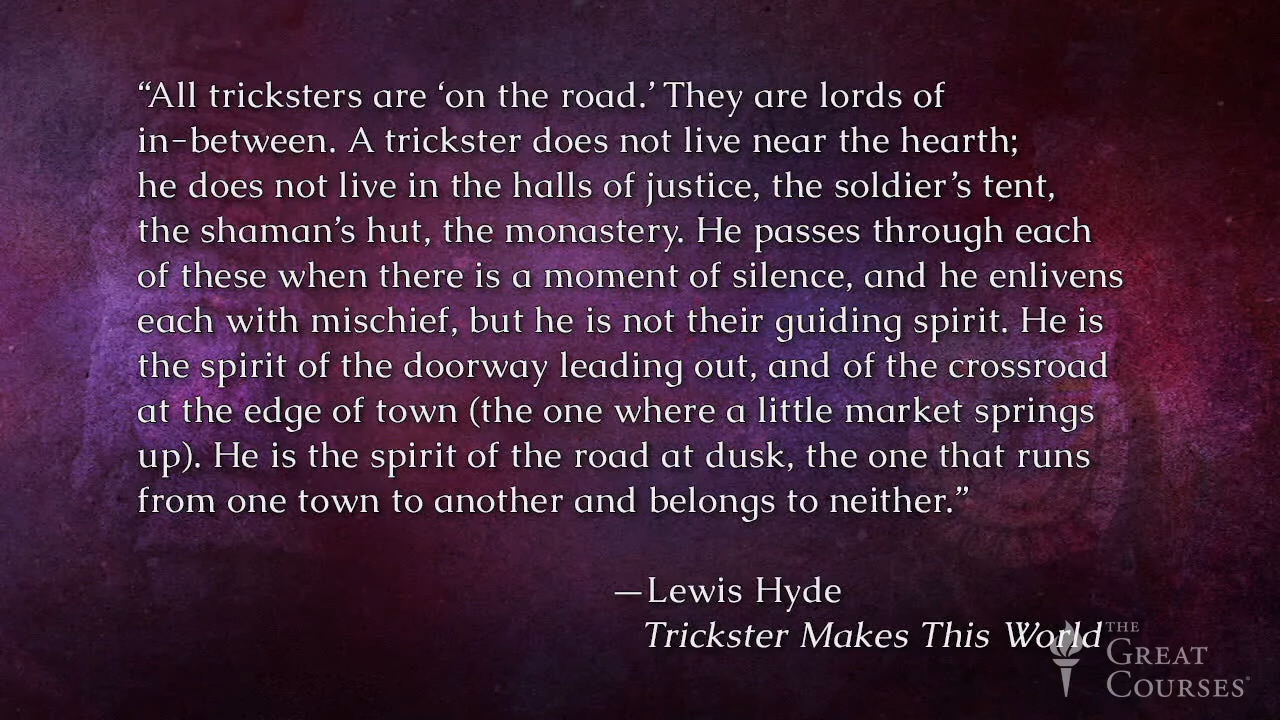 “All tricksters are ‘on the road.’ They are lords of
in-between. A trickster does not live near the hearth;
he does not live in the halls of justice, the soldier’s tent,
the shaman’s hut, the monastery. He passes through each
of these when there is a moment of silence, and he enlivens
each with mischief, but he is not their guiding spirit. He is
the spirit of the doorway leading out, and of the crossroad
at the edge of town (the one where a little market springs
up). He is the spirit of the road at dusk, the one that runs
from one town to another and belongs to neither.”
—Lewis Hyde
Trickster Makes This World
THE
GREAT
COURSES®